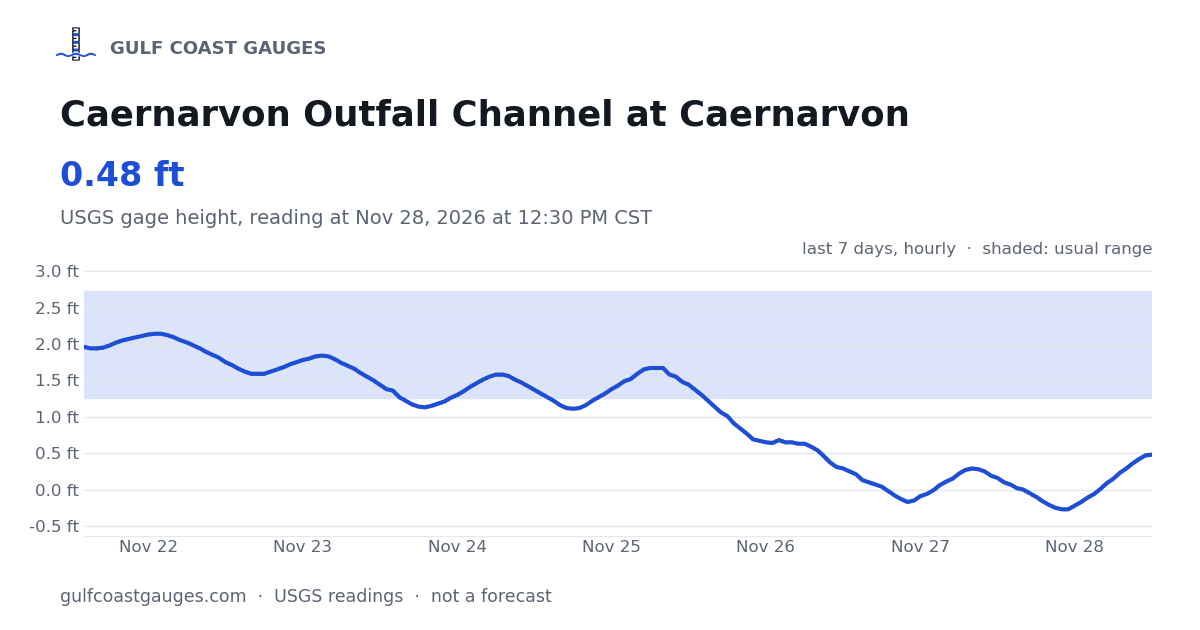 GULF COAST GAUGES
Caernarvon Outfall Channel at Caernarvon
0.48 ft
USGS gage height, reading at Nov 28, 2026 at 12:30 PM CST
last 7 days, hourly · shaded: usual range
3.0 ft
2.5 ft
2.0 ft
1.5 ft
1.0 ft
0.5 ft
0.0 ft
-0.5 ft
Nov 22 Nov 23 Nov 24 Nov 25 Nov 26 Nov 27 Nov 28
gulfcoastgauges.com · USGS readings · not a forecast